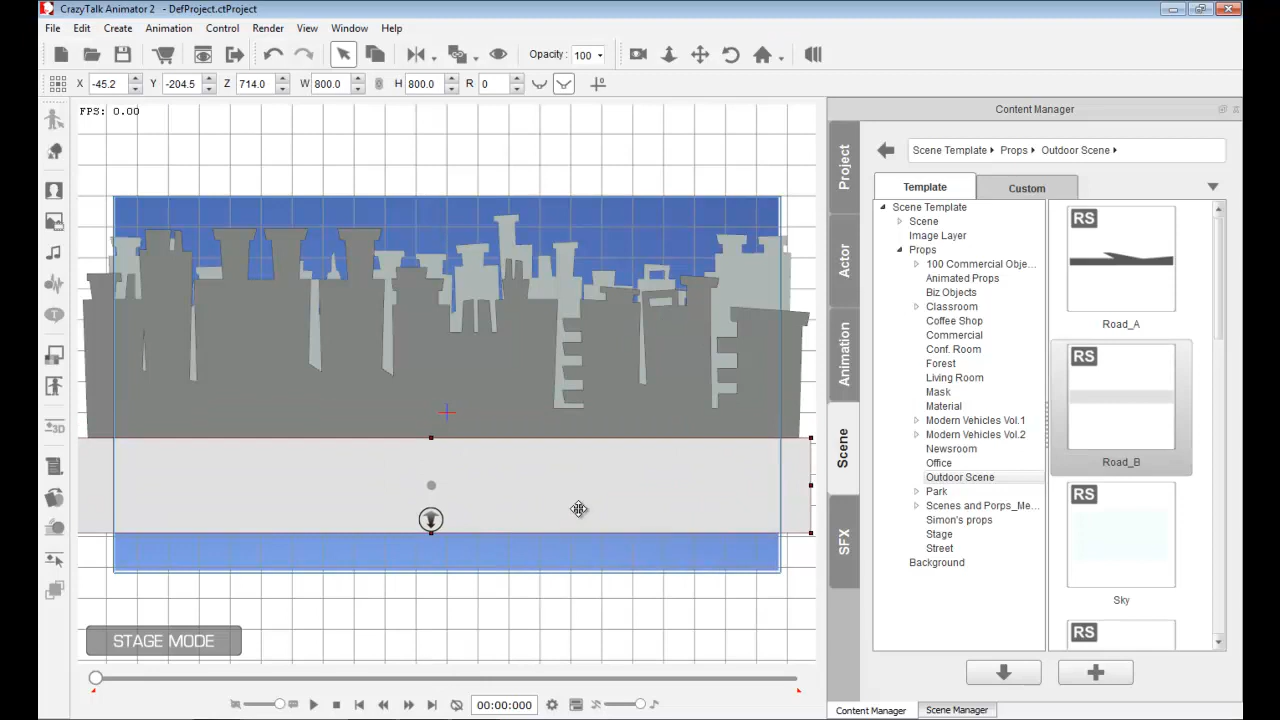 CrazyTalk Animator 2 - DefProject.ctProject
File Edit Create Animation Control Render View Window Help
Opacity: 100
X -45.2 Y -204.5 Z 714.0 W 800.0 H 800.0 R 0
FPS: 0.00
Content Manager
Scene Template Props Outdoor Scene
Template Custom
Project
Actor
Animation
Scene
SFX
Scene Template
Scene
Image Layer
Props
100 Commercial Obje...
Animated Props
Biz Objects
Classroom
Coffee Shop
Commercial
Conf. Room
Forest
Living Room
Mask
Material
Modern Vehicles Vol.1
Modern Vehicles Vol.2
Newsroom
Office
Outdoor Scene
Park
Scenes and Porps_Me...
Simon's props
Stage
Street
Background
RS
Road_A
RS
Road_B
RS
Sky
RS
STAGE MODE
00:00:000
Content Manager Scene Manager